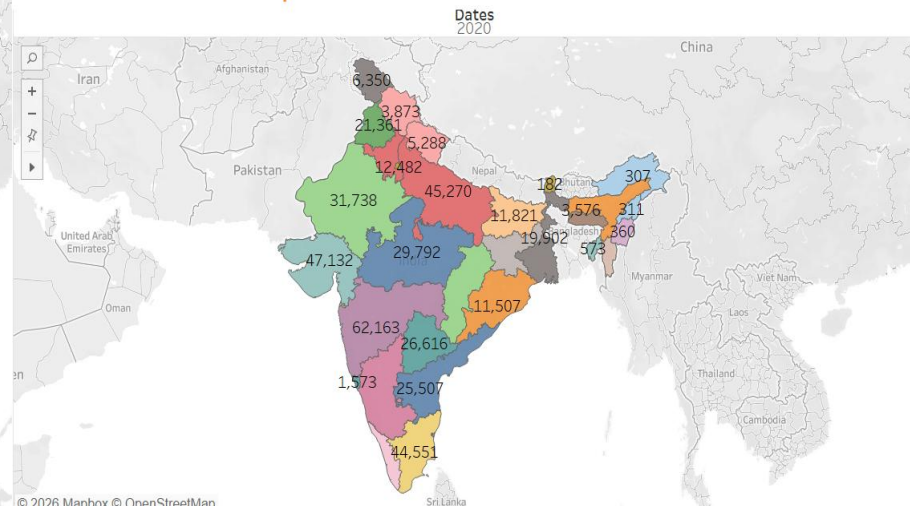 Dates
2020
China
Iran
Afghanistan
6,350
3,873
21,361
5,288
Pakistan
12,482
Nepal
45,270
182
Bhutan
307
31,738
11,821
3,576
311
United Arab
Emirates
19,902
Bangladesh
360
29,792
573
47,132
India
Myanmar
Viet Nam
Oman
11,507
Laos
62,163
26,616
Thailand
1,573
25,507
Cambodia
44,551
Sri Lanka
© 2026 Mapbox © OpenStreetMap